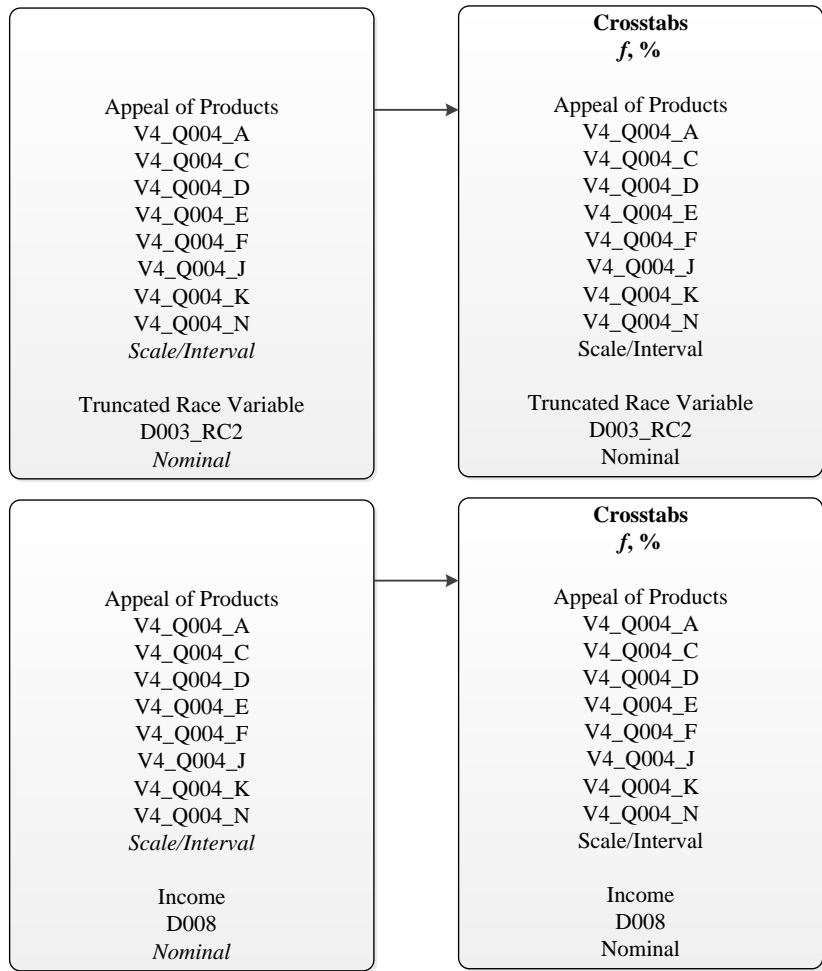 Appeal of Products
V4_Q004_A
V4_Q004_C
V4_Q004_D
V4_Q004_E
V4_Q004_F
V4_Q004_J
V4_Q004_K
V4_Q004_N
Scale/Interval
Truncated Race Variable
D003_RC2
Nominal
Crosstabs
f, %
Appeal of Products
V4_Q004_A
V4_Q004_C
V4_Q004_D
V4_Q004_E
V4_Q004_F
V4_Q004_J
V4_Q004_K
V4_Q004_N
Scale/Interval
Truncated Race Variable
D003_RC2
Nominal
Appeal of Products
V4_Q004_A
V4_Q004_C
V4_Q004_D
V4_Q004_E
V4_Q004_F
V4_Q004_J
V4_Q004_K
V4_Q004_N
Scale/Interval
Income
D008
Nominal
Crosstabs
f, %
Appeal of Products
V4_Q004_A
V4_Q004_C
V4_Q004_D
V4_Q004_E
V4_Q004_F
V4_Q004_J
V4_Q004_K
V4_Q004_N
Scale/Interval
Income
D008
Nominal